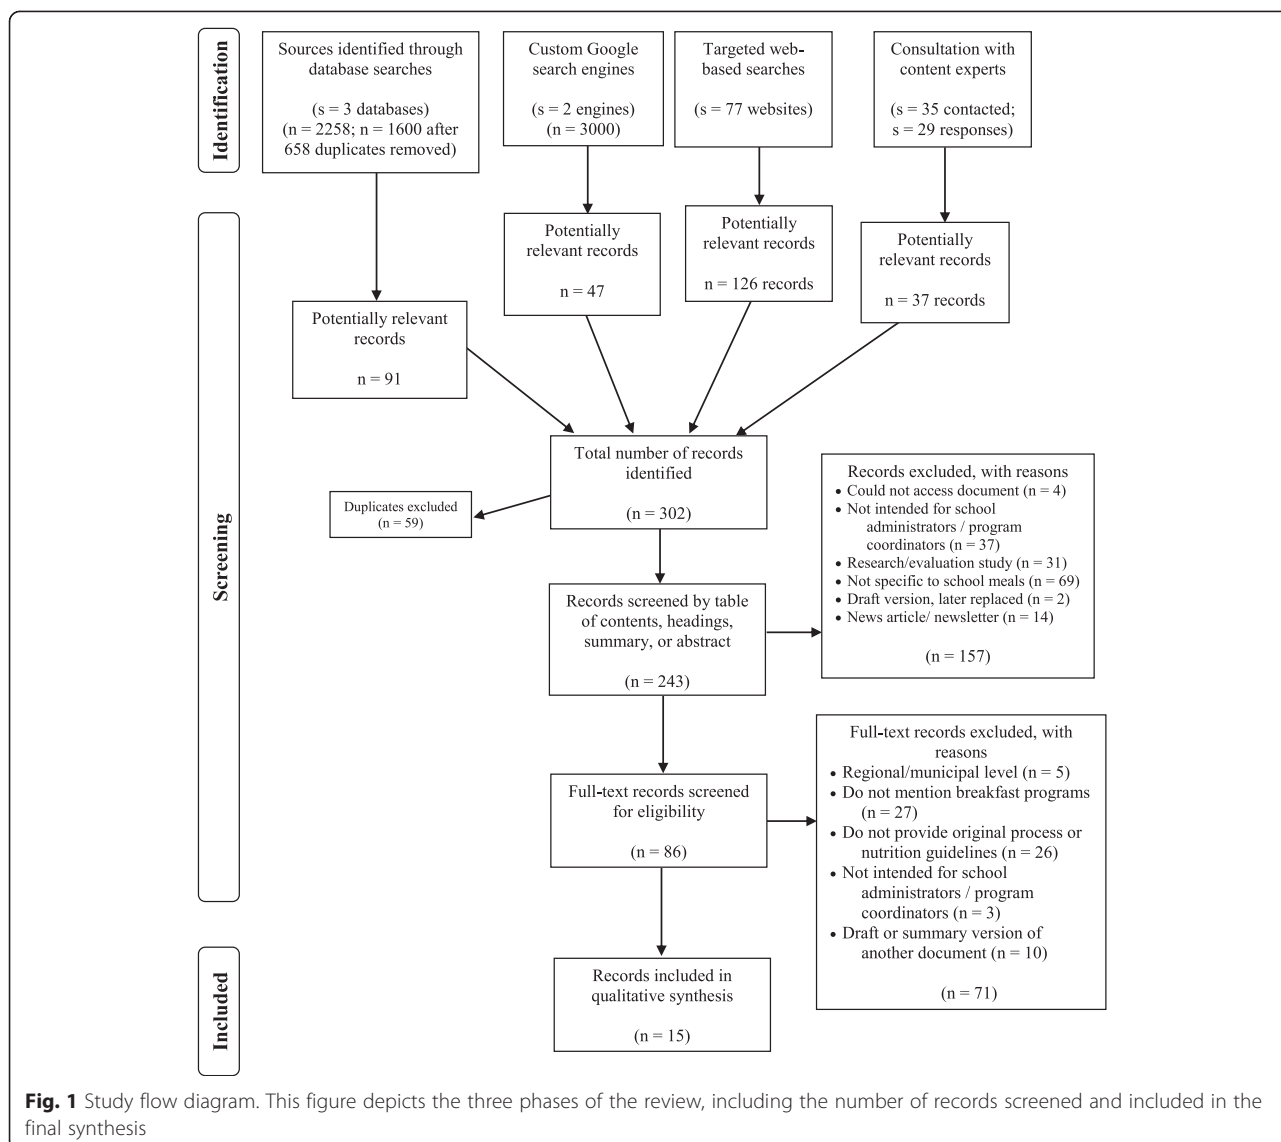 Identification
Sources identified through
database searches
(s = 3 databases)
(n = 2258; n = 1600 after
658 duplicates removed)
Custom Google
search engines
(s = 2 engines)
(n = 3000)
Targeted web-
based searches
(s = 77 websites)
Consultation with
content experts
(s = 35 contacted;
s = 29 responses)
Screening
Potentially relevant
records
n = 91
Potentially
relevant records
n = 47
Potentially
relevant records
n = 126 records
Potentially
relevant records
n = 37 records
Total number of records
identified
(n = 302)
Duplicates excluded
(n = 59)
Records screened by table
of contents, headings,
summary, or abstract
(n = 243)
Records excluded, with reasons
• Could not access document (n = 4)
• Not intended for school
administrators / program
coordinators (n = 37)
• Research/evaluation study (n = 31)
• Not specific to school meals (n = 69)
• Draft version, later replaced (n = 2)
• News article/ newsletter (n = 14)
(n = 157)
Full-text records screened
for eligibility
(n = 86)
Full-text records excluded, with
reasons
• Regional/municipal level (n = 5)
• Do not mention breakfast programs
(n = 27)
• Do not provide original process or
nutrition guidelines (n = 26)
• Not intended for school
administrators / program
coordinators (n = 3)
• Draft or summary version of
another document (n = 10)
(n = 71)
Included
Records included in
qualitative synthesis
(n = 15)
Fig. 1 Study flow diagram. This figure depicts the three phases of the review, including the number of records screened and included in the
final synthesis